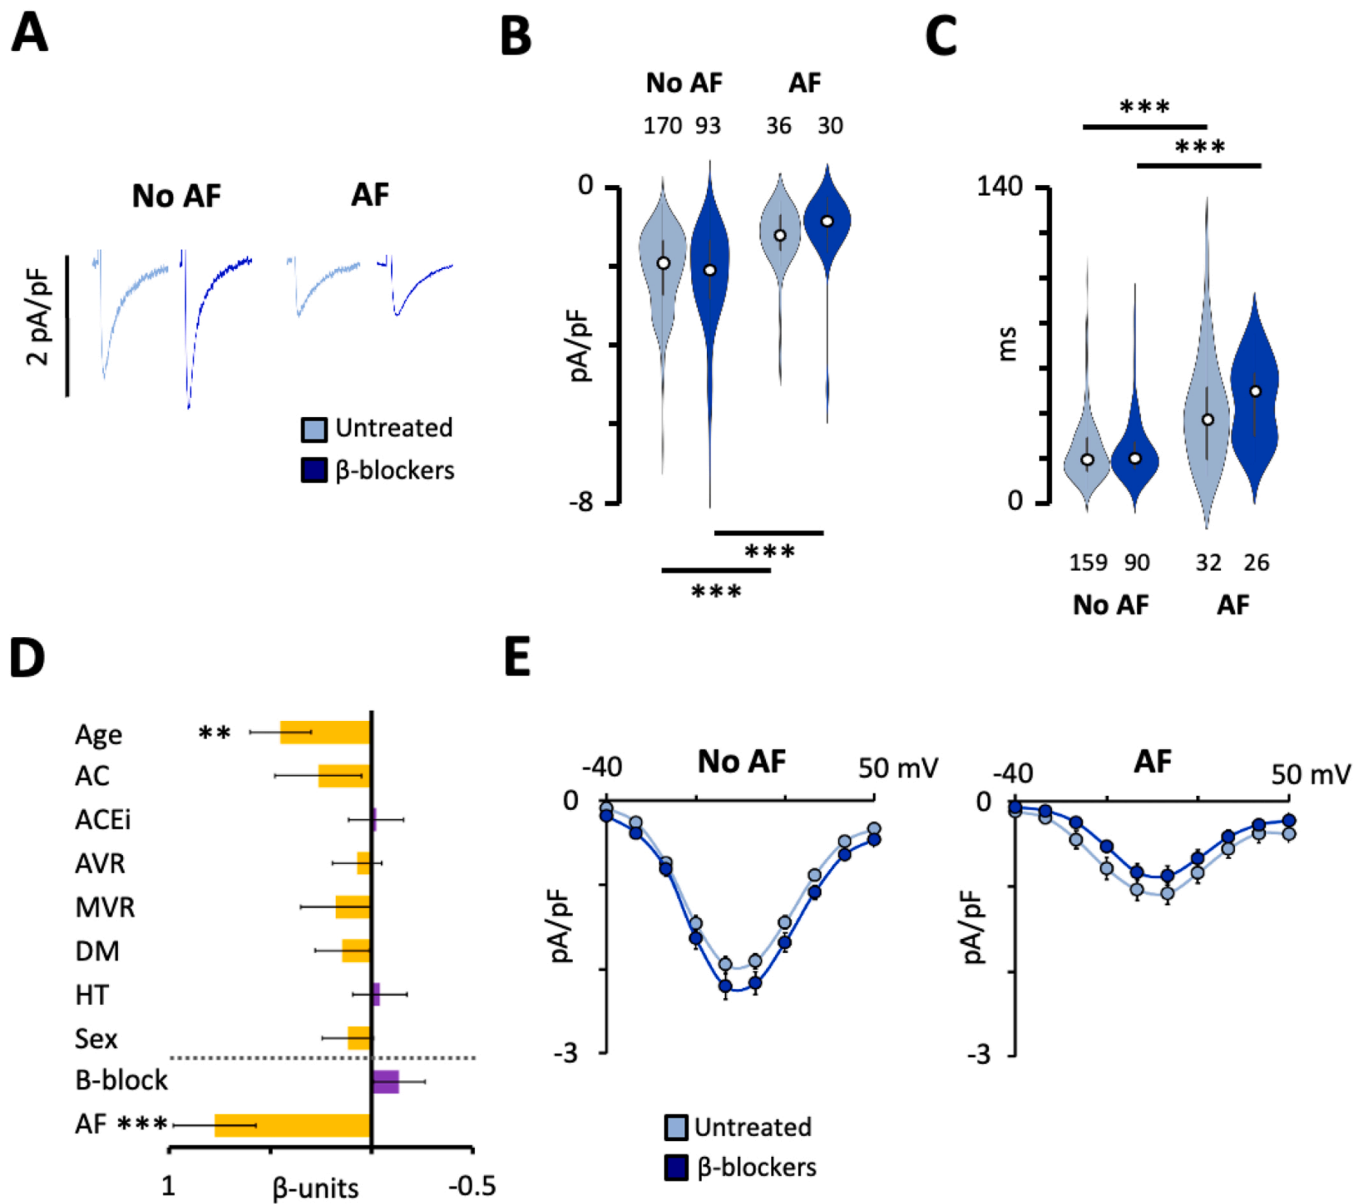 A
No AF
AF
2 pA/pF
Untreated
β-blockers
B
No AF
AF
170
93
36
30
0
pA/pF
-8
***
***
C
***
***
140
ms
0
159
90
32
26
No AF
AF
D
Age
**
AC
ACEi
AVR
MVR
DM
HT
Sex
B-block
AF ***
1
β-units
-0.5
E
-40
No AF
50 mV
0
pA/pF
-3
-40
AF
50 mV
0
pA/pF
-3
Untreated
β-blockers